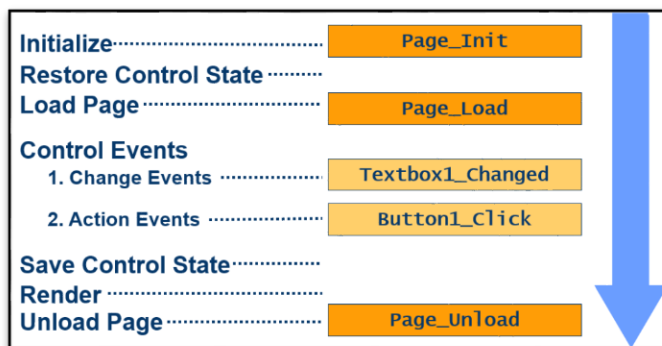 Initialize Page_Init
Restore Control State
Load Page Page_Load
Control Events
1. Change Events Textbox1_Changed
2. Action Events Button1_Click
Save Control State
Render
Unload Page Page_Unload